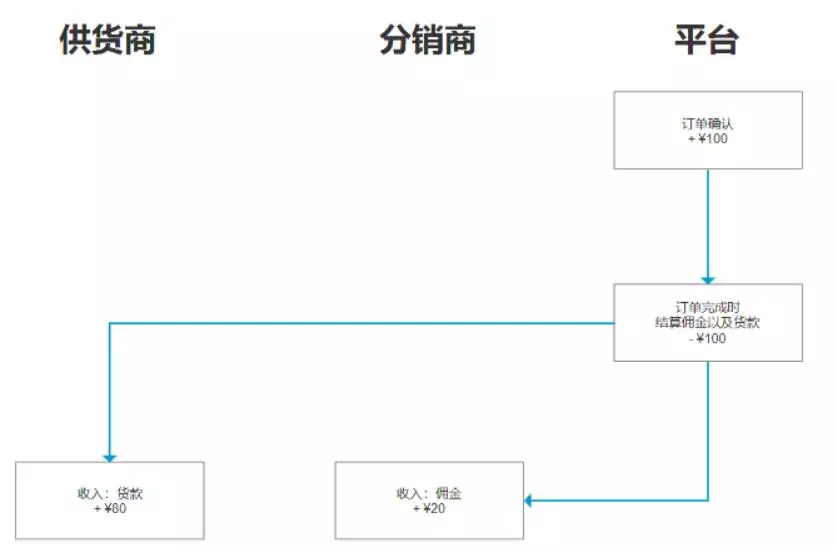 供货商
分销商
平台
订单确认
+ ¥100
订单完成时
结算佣金以及货款
- ¥100
收入：货款
+ ¥80
收入：佣金
+ ¥20